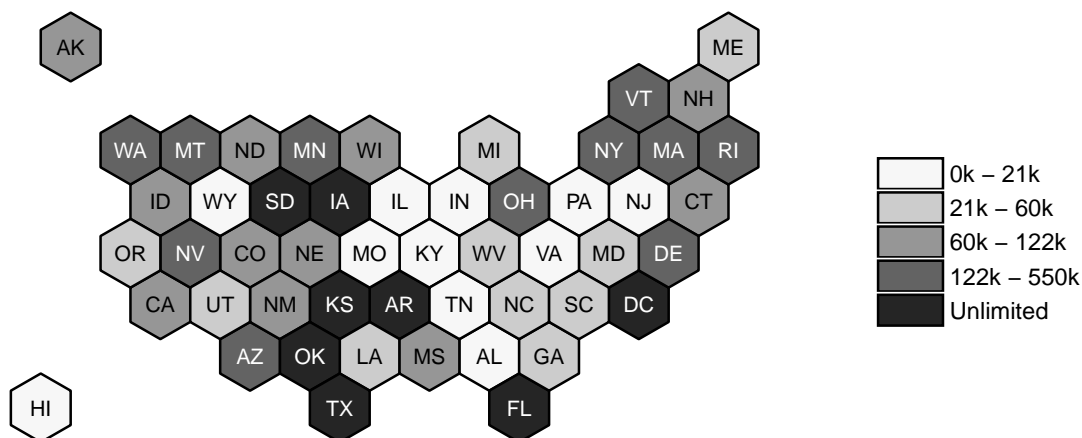 AK ME
VT NH
WA MT ND MN WI MI NY MA RI
ID WY SD IA IL IN OH PA NJ CT
OR NV CO NE MO KY WV VA MD DE
CA UT NM KS AR TN NC SC DC
AZ OK LA MS AL GA
HI TX FL
0k – 21k
21k – 60k
60k – 122k
122k – 550k
Unlimited